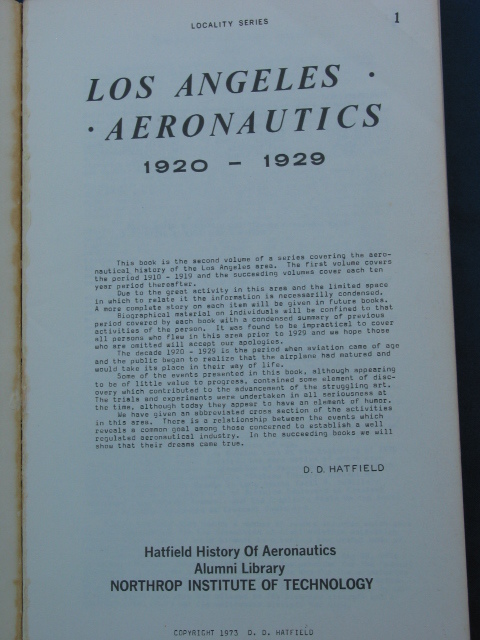 LOCALITY SERIES
1
LOS ANGELES ·
· AERONAUTICS
1920 - 1929
This book is the second volume of a series covering the aero-
nautical history of the Los Angeles area. The first volume covers
the period 1910 - 1919 and the succeeding volumes cover each ten
year period thereafter.
Due to the great activity in this area and the limited space
in which to relate it the information is necessarily condensed.
A more complete story on each item will be given in future books.
Biographical material on individuals will be confined to that
period covered by each book with a condensed summary of previous
activities of the person. It was found to be impractical to cover
all persons who flew in this area prior to 1929 and we hope those
who are omitted will accept our apologies.
The decade 1920 - 1929 is the period when aviation came of age
and the public began to realize that the airplane had matured and
would take its place in their way of life.
Some of the events presented in this book, although appearing
to be of little value to progress, contained some element of disc-
overy which contributed to the advancement of the struggling art.
The trials and experiments were undertaken in all seriousness at
the time, although today they appear to have an element of humor.
We have given an abbreviated cross section of the activities
in this area. There is a relationship between the events which
reveals a common goal among those concerned to establish a well
regulated aeronautical industry. In the succeeding books we will
show that their dreams came true.
D. D. HATFIELD
Hatfield History Of Aeronautics
Alumni Library
NORTHROP INSTITUTE OF TECHNOLOGY
COPYRIGHT 1973 D. D. HATFIELD